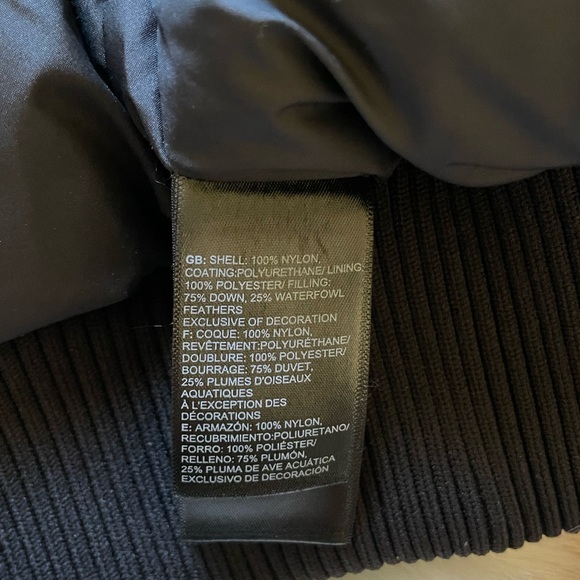 GB: SHELL: 100% NYLON,
COATING:POLYURETHANE/ LINING:
100% POLYESTER/ FILLING:
75% DOWN, 25% WATERFOWL
FEATHERS
EXCLUSIVE OF DECORATION
F: COQUE: 100% NYLON,
REVÊTEMENT:POLYURÉTHANE/
DOUBLURE: 100% POLYESTER/
BOURRAGE: 75% DUVET,
25% PLUMES D'OISEAUX
AQUATIQUES
À L'EXCEPTION DES
DÉCORATIONS
E: ARMAZÓN: 100% NYLON,
RECUBRIMIENTO:POLIURETANO/
FORRO: 100% POLIÉSTER/
RELLENO: 75% PLUMÓN,
25% PLUMA DE AVE ACUÁTICA
EXCLUSIVO DE DECORACIÓN